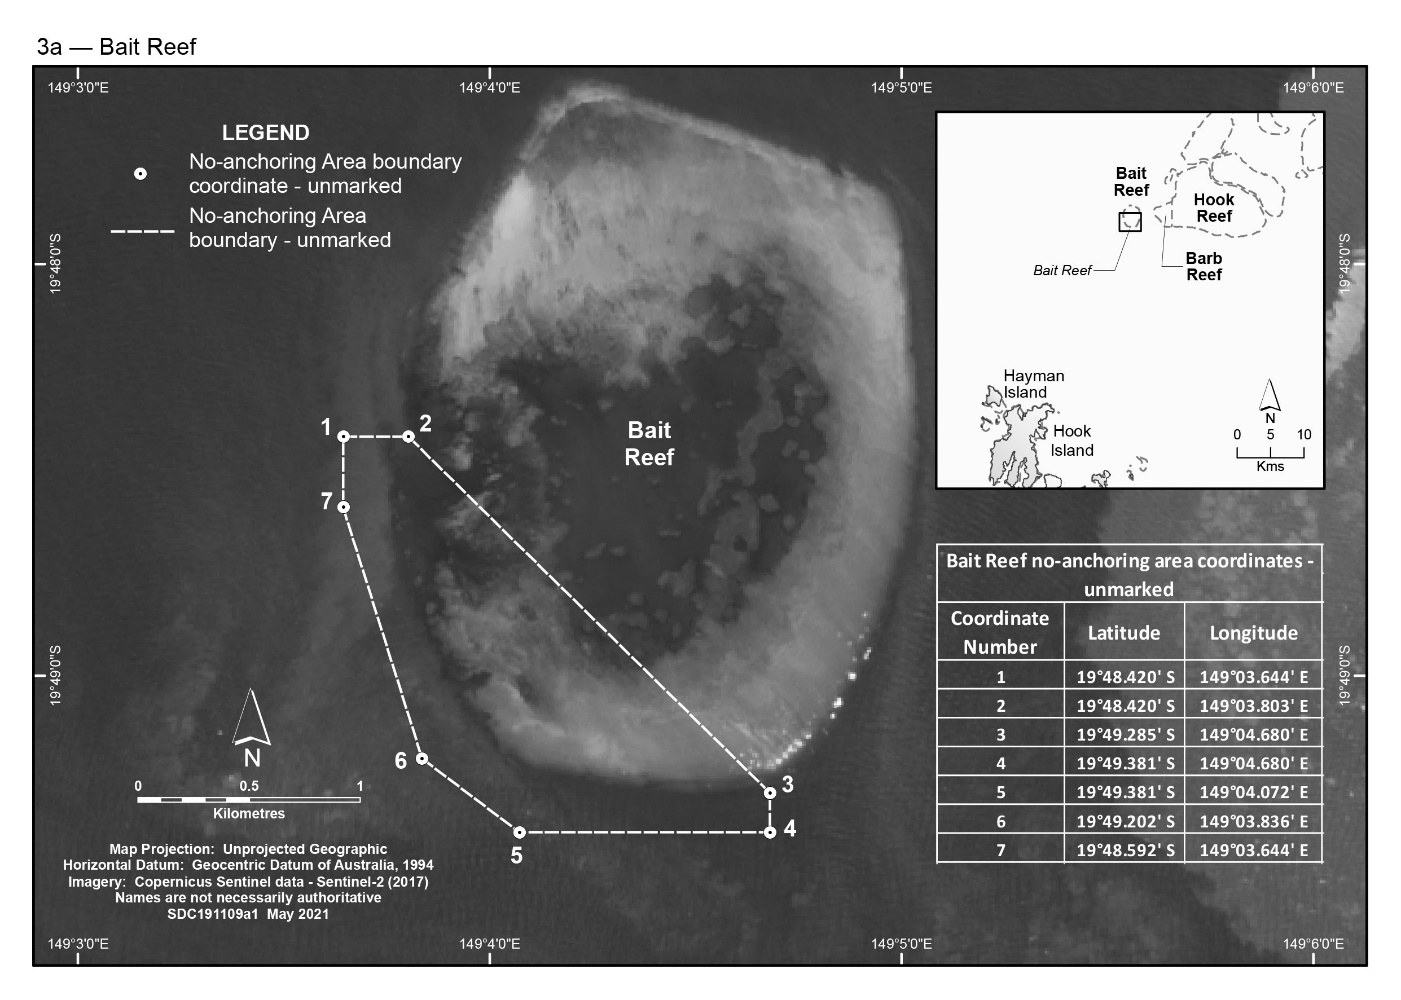 3a — Bait Reef
149°3'0"E
149°4'0"E
149°5'0"E
149°6'0"E
LEGEND
No-anchoring Area boundary
coordinate - unmarked
No-anchoring Area
boundary - unmarked
19°48'0"S
19°48'0"S
Bait
Reef
Hook
Reef
Bait Reef
Barb
Reef
Hayman
Island
Hook
Island
N
0 5 10
Kms
1
2
Bait
Reef
7
6
5
3
4
19°49'0"S
19°49'0"S
Bait Reef no-anchoring area coordinates -
unmarked
Coordinate
Number
Latitude
Longitude
1 19°48.420' S 149°03.644' E
2 19°48.420' S 149°03.803' E
3 19°49.285' S 149°04.680' E
4 19°49.381' S 149°04.680' E
5 19°49.381' S 149°04.072' E
6 19°49.202' S 149°03.836' E
7 19°48.592' S 149°03.644' E
N
0 0.5 1
Kilometres
Map Projection: Unprojected Geographic
Horizontal Datum: Geocentric Datum of Australia, 1994
Imagery: Copernicus Sentinel data - Sentinel-2 (2017)
Names are not necessarily authoritative
SDC191109a1 May 2021
149°3'0"E
149°4'0"E
149°5'0"E
149°6'0"E